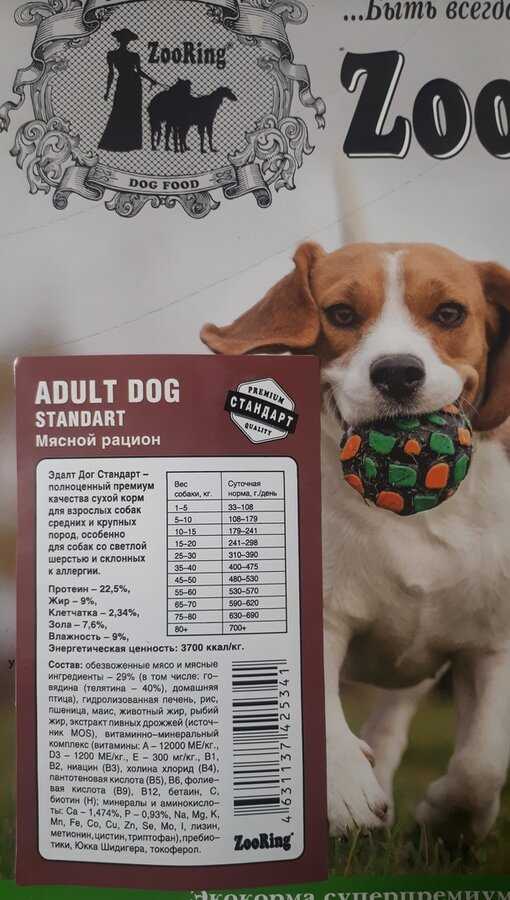 ...Быть всегда
ZooRing®
DOG FOOD
Zoo
ADULT DOG
STANDART
Мясной рацион
PREMIUM
СТАНДАРТ
QUALITY
Эдалт Дог Стандарт –
полноценный премиум
качества сухой корм
для взрослых собак
средних и крупных
пород, особенно
для собак со светлой
шерстью и склонных
к аллергии.
Вес собаки, кг. Суточная норма, г./день
1–5 33–108
5–10 108–179
10–15 179–241
15–20 241–298
25–30 310–390
35–40 400–475
45–50 480–530
55–60 530–570
65–70 590–620
75–80 630–690
80+ 700+
Протеин – 22,5%,
Жир – 9%,
Клетчатка – 2,34%,
Зола – 7,6%,
Влажность – 9%,
Энергетическая ценность: 3700 ккал/кг.
Состав: обезвоженные мясо и мясные
ингредиенты – 29% (в том числе: го-
вядина (телятина – 40%), домашняя
птица), гидролизованная печень, рис,
пшеница, маис, животный жир, рыбий
жир, экстракт пивных дрожжей (источ-
ник MOS), витаминно–минеральный
комплекс (витамины: А – 12000 МЕ/кг.,
D3 – 1200 МЕ/кг., Е – 300 мг/кг., В1,
В2, ниацин (В3), холина хлорид (В4),
пантотеновая кислота (В5), В6, фолие-
вая кислота (В9), В12, бетаин, С,
биотин (Н); минералы и аминокисло-
ты: Ca – 1,474%, P – 0,93%, Na, Mg, K,
Mn, Fe, Co, Cu, Zn, Se, Mo, I, лизин,
метионин,цистин,триптофан),пребио-
тики, Юкка Шидигера, токоферол.
4 631137 425341
ZooRing®
Экокорма суперпремиум